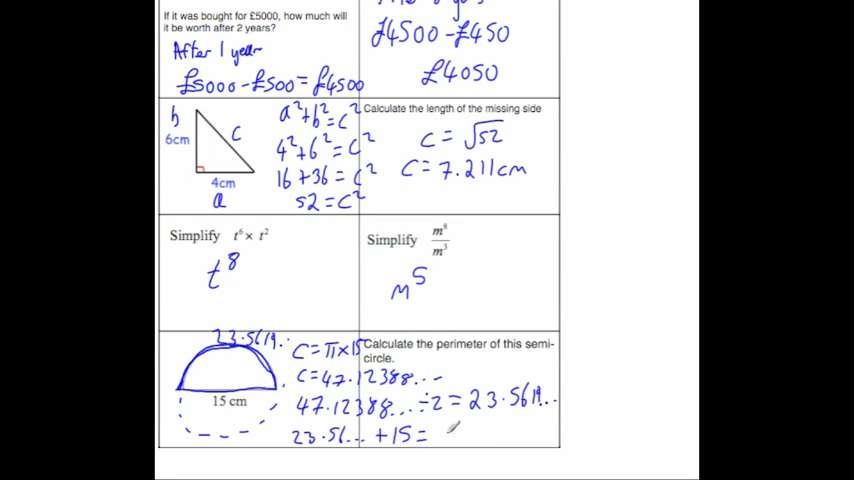 If it was bought for £5000, how much will
it be worth after 2 years?
After 1 year
£5000 - £500 = £4500
£4500 - £450
£4050
b
6cm
c
4cm
a
a²+b²=c²
4²+6²=c²
16+36=c²
52=c²
Calculate the length of the missing side
c = √52
c = 7.211cm
Simplify t⁶ × t²
t⁸
Simplify m⁸/m³
m⁵
23.5619..
15 cm
C=π×15
C=47.12388...
47.12388... ÷2 = 23.5619...
23.56... +15=
Calculate the perimeter of this semi-
circle.